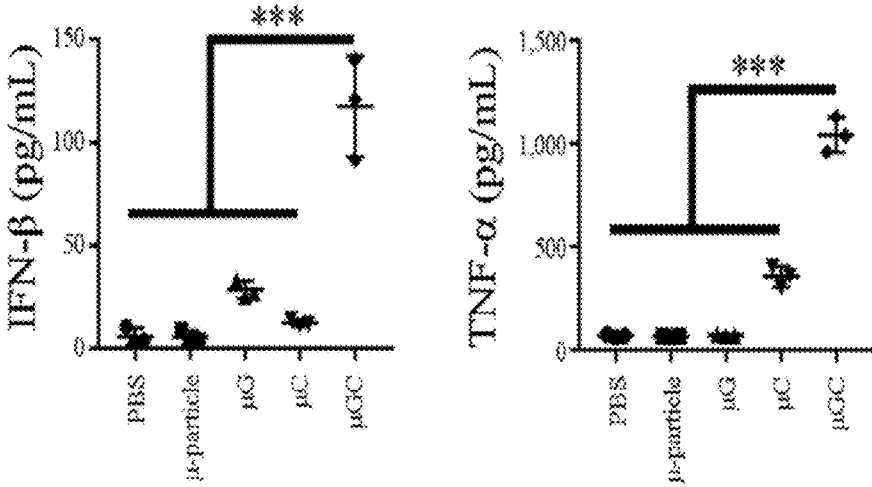 IFN-β (pg/mL)
150
100
50
0
***
PBS
μ-particle
μG
μC
μGC
TNF-α (pg/mL)
1,500
1,000
500
0
***
PBS
μ-particle
μG
μC
μGC